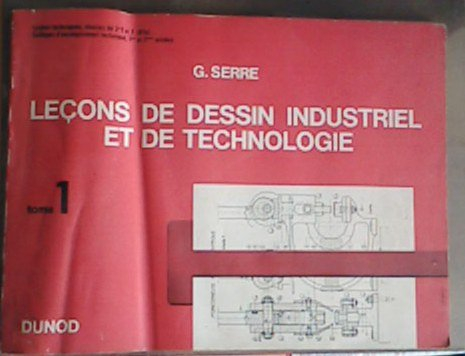 G. SERRE
LEÇONS DE DESSIN INDUSTRIEL
ET DE TECHNOLOGIE
tome 1
DUNOD